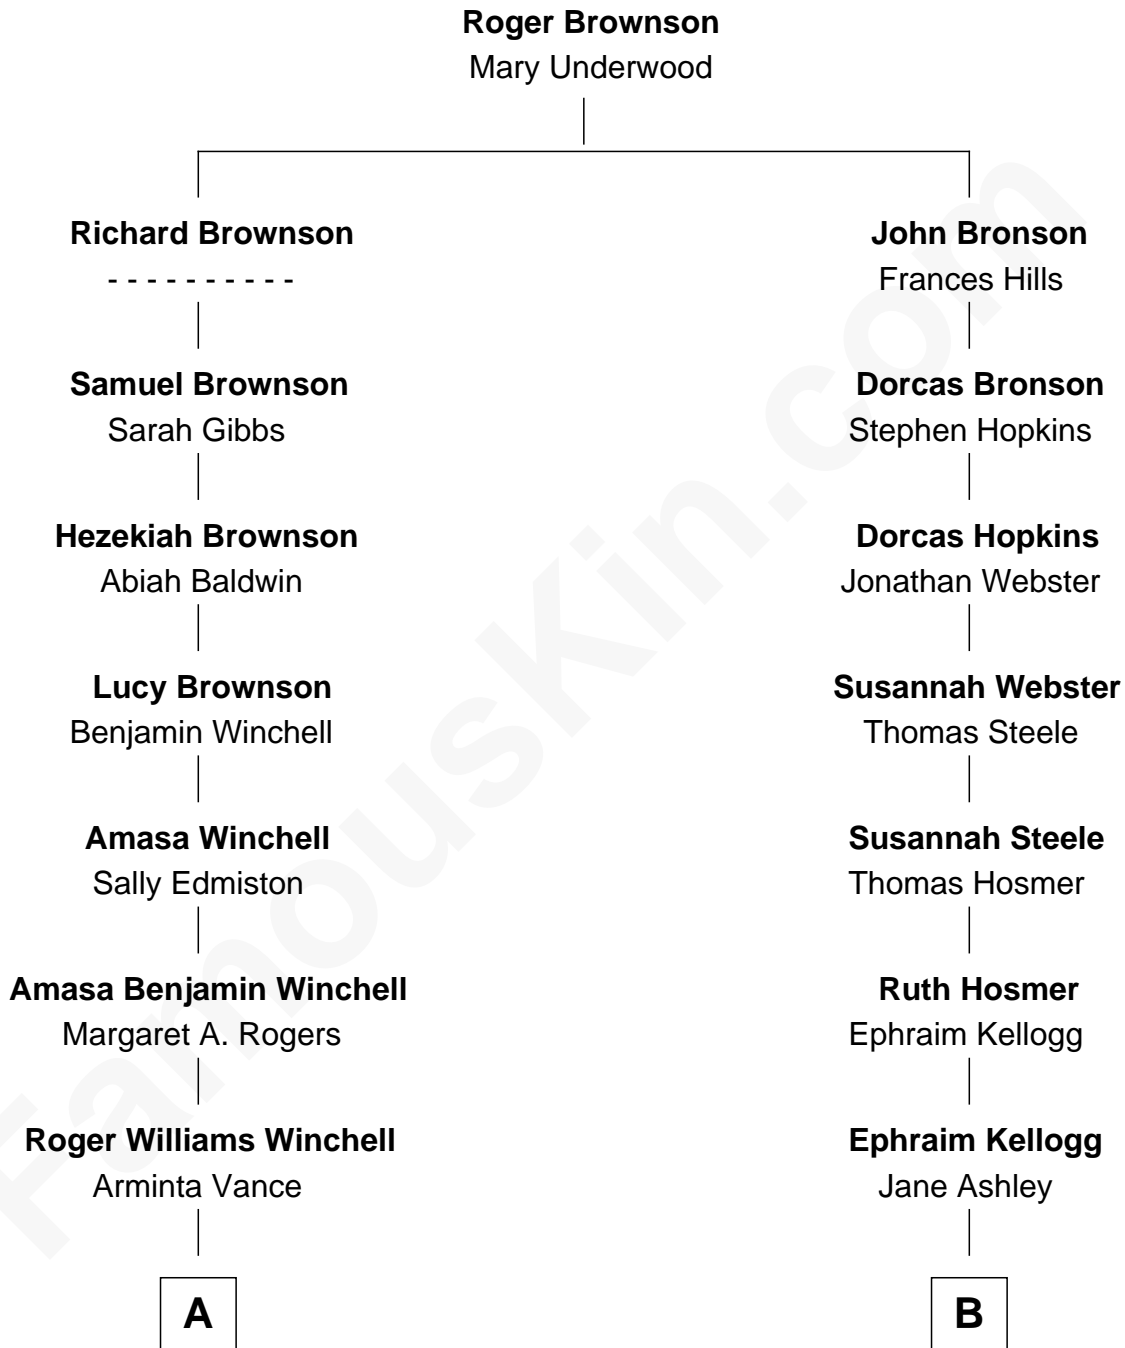 Roger Brownson
Mary Underwood
Richard Brownson
- - - - - - - - - -
Samuel Brownson
Sarah Gibbs
Hezekiah Brownson
Abiah Baldwin
Lucy Brownson
Benjamin Winchell
Amasa Winchell
Sally Edmiston
Amasa Benjamin Winchell
Margaret A. Rogers
Roger Williams Winchell
Arminta Vance
A
John Bronson
Frances Hills
Dorcas Bronson
Stephen Hopkins
Dorcas Hopkins
Jonathan Webster
Susannah Webster
Thomas Steele
Susannah Steele
Thomas Hosmer
Ruth Hosmer
Ephraim Kellogg
Ephraim Kellogg
Jane Ashley
B
FamousKin.com